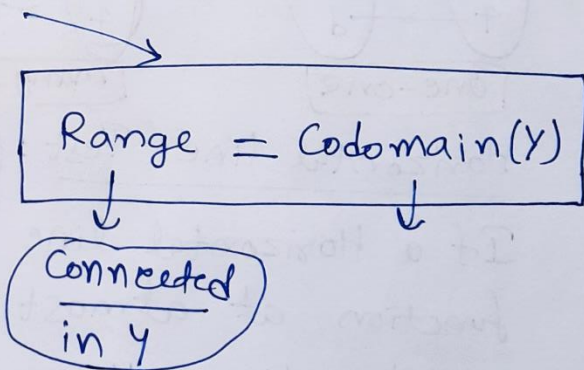 Range = Codomain(Y)
Connected
in Y